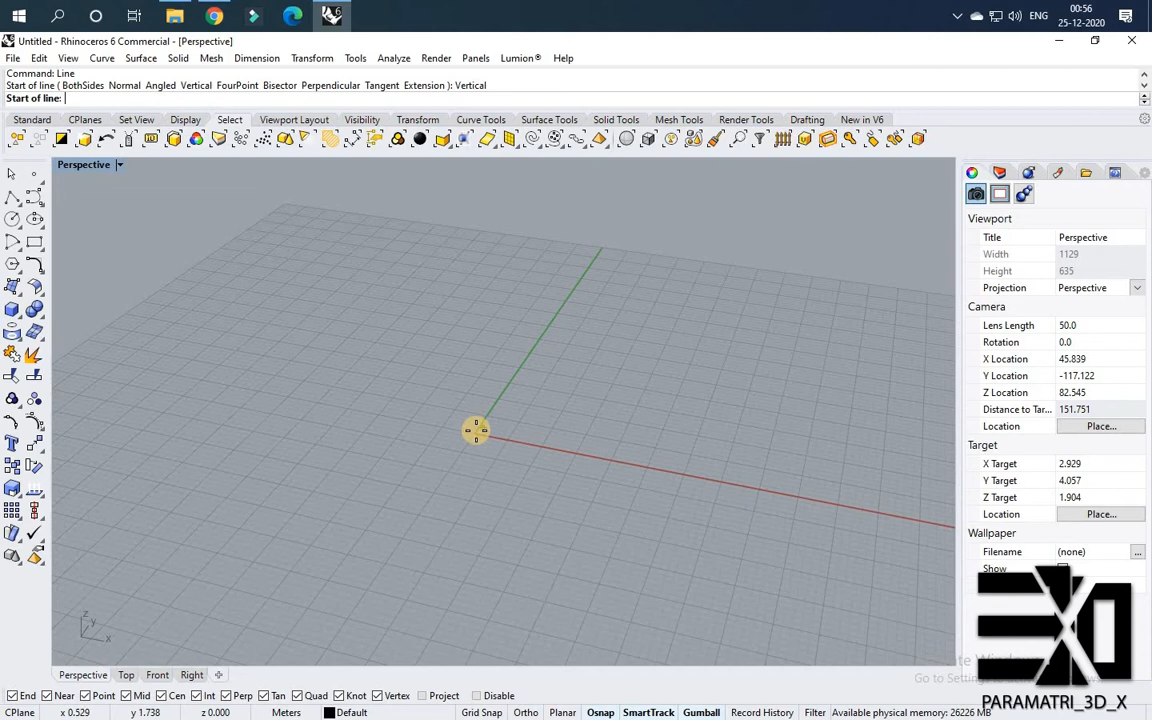 6
ENG
00:56
25-12-2020
Untitled - Rhinoceros 6 Commercial - [Perspective]
File Edit View Curve Surface Solid Mesh Dimension Transform Tools Analyze Render Panels Lumion® Help
Command: Line
Start of line ( BothSides Normal Angled Vertical FourPoint Bisector Perpendicular Tangent Extension ): Vertical
Start of line:
Standard CPlanes Set View Display Select Viewport Layout Visibility Transform Curve Tools Surface Tools Solid Tools Mesh Tools Render Tools Drafting New in V6
Perspective
Viewport
Title Perspective
Width 1129
Height 635
Projection Perspective
Camera
Lens Length 50.0
Rotation 0.0
X Location 45.839
Y Location -117.122
Z Location 82.545
Distance to Tar... 151.751
Location Place...
Target
X Target 2.929
Y Target 4.057
Z Target 1.904
Location Place...
Wallpaper
Filename (none) ...
Show
z
y
x
PARAMATRI_3D_X
Perspective Top Front Right
End Near Point Mid Cen Int Perp Tan Quad Knot Vertex Project Disable
CPlane x 0.529 y 1.738 z 0.000 Meters Default Grid Snap Ortho Planar Osnap SmartTrack Gumball Record History Filter Available physical memory: 26226 MB